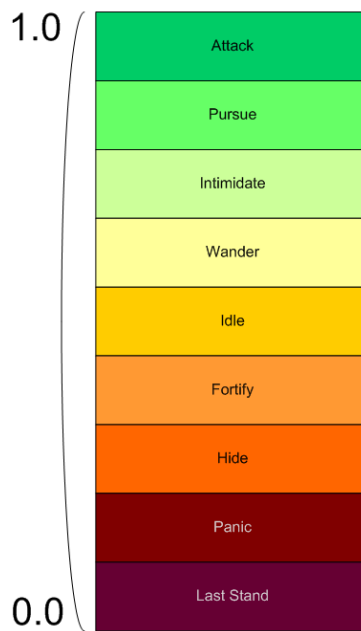 1.0
Attack
Pursue
Intimidate
Wander
Idle
Fortify
Hide
Panic
Last Stand
0.0